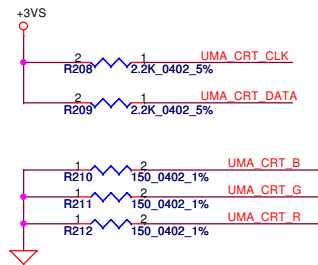 +3VS
2 1 UMA_CRT_CLK
R208 2.2K_0402_5%
2 1 UMA_CRT_DATA
R209 2.2K_0402_5%
1 2 UMA_CRT_B
R210 150_0402_1%
1 2 UMA_CRT_G
R211 150_0402_1%
1 2 UMA_CRT_R
R212 150_0402_1%